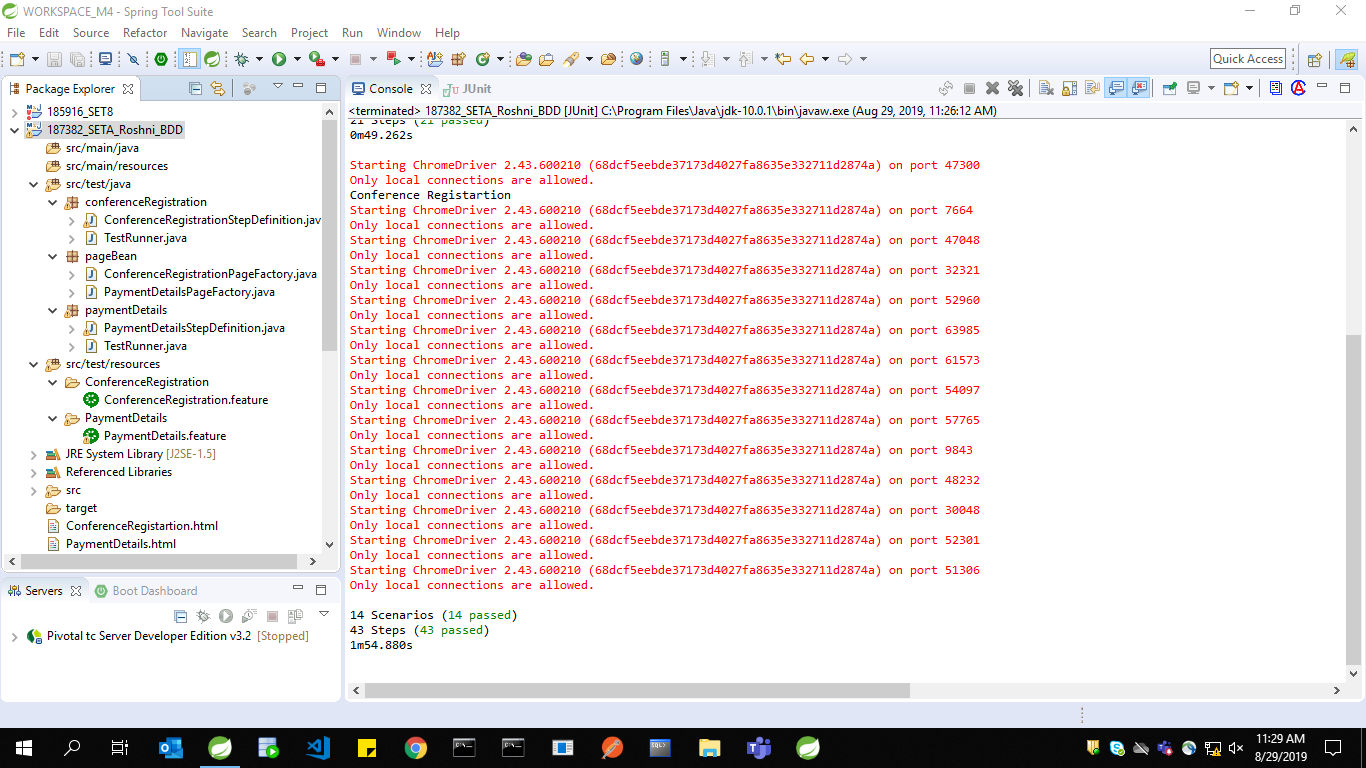 WORKSPACE_M4 - Spring Tool Suite
File Edit Source Refactor Navigate Search Project Run Window Help
Quick Access
Package Explorer
185916_SET8
187382_SETA_Roshni_BDD
src/main/java
src/main/resources
src/test/java
conferenceRegistration
ConferenceRegistrationStepDefinition.jav
TestRunner.java
pageBean
ConferenceRegistrationPageFactory.java
PaymentDetailsPageFactory.java
paymentDetails
PaymentDetailsStepDefinition.java
TestRunner.java
src/test/resources
ConferenceRegistration
ConferenceRegistration.feature
PaymentDetails
PaymentDetails.feature
JRE System Library [J2SE-1.5]
Referenced Libraries
src
target
ConferenceRegistartion.html
PaymentDetails.html
Servers Boot Dashboard
Pivotal tc Server Developer Edition v3.2 [Stopped]
Console JUnit
<terminated> 187382_SETA_Roshni_BDD [JUnit] C:\Program Files\Java\jdk-10.0.1\bin\javaw.exe (Aug 29, 2019, 11:26:12 AM)
21 Steps (21 passed)
0m49.262s
Starting ChromeDriver 2.43.600210 (68dcf5eebde37173d4027fa8635e332711d2874a) on port 47300
Only local connections are allowed.
Conference Registartion
Starting ChromeDriver 2.43.600210 (68dcf5eebde37173d4027fa8635e332711d2874a) on port 7664
Only local connections are allowed.
Starting ChromeDriver 2.43.600210 (68dcf5eebde37173d4027fa8635e332711d2874a) on port 47048
Only local connections are allowed.
Starting ChromeDriver 2.43.600210 (68dcf5eebde37173d4027fa8635e332711d2874a) on port 32321
Only local connections are allowed.
Starting ChromeDriver 2.43.600210 (68dcf5eebde37173d4027fa8635e332711d2874a) on port 52960
Only local connections are allowed.
Starting ChromeDriver 2.43.600210 (68dcf5eebde37173d4027fa8635e332711d2874a) on port 63985
Only local connections are allowed.
Starting ChromeDriver 2.43.600210 (68dcf5eebde37173d4027fa8635e332711d2874a) on port 61573
Only local connections are allowed.
Starting ChromeDriver 2.43.600210 (68dcf5eebde37173d4027fa8635e332711d2874a) on port 54097
Only local connections are allowed.
Starting ChromeDriver 2.43.600210 (68dcf5eebde37173d4027fa8635e332711d2874a) on port 57765
Only local connections are allowed.
Starting ChromeDriver 2.43.600210 (68dcf5eebde37173d4027fa8635e332711d2874a) on port 9843
Only local connections are allowed.
Starting ChromeDriver 2.43.600210 (68dcf5eebde37173d4027fa8635e332711d2874a) on port 48232
Only local connections are allowed.
Starting ChromeDriver 2.43.600210 (68dcf5eebde37173d4027fa8635e332711d2874a) on port 30048
Only local connections are allowed.
Starting ChromeDriver 2.43.600210 (68dcf5eebde37173d4027fa8635e332711d2874a) on port 52301
Only local connections are allowed.
Starting ChromeDriver 2.43.600210 (68dcf5eebde37173d4027fa8635e332711d2874a) on port 51306
Only local connections are allowed.
14 Scenarios (14 passed)
43 Steps (43 passed)
1m54.880s
11:29 AM
8/29/2019